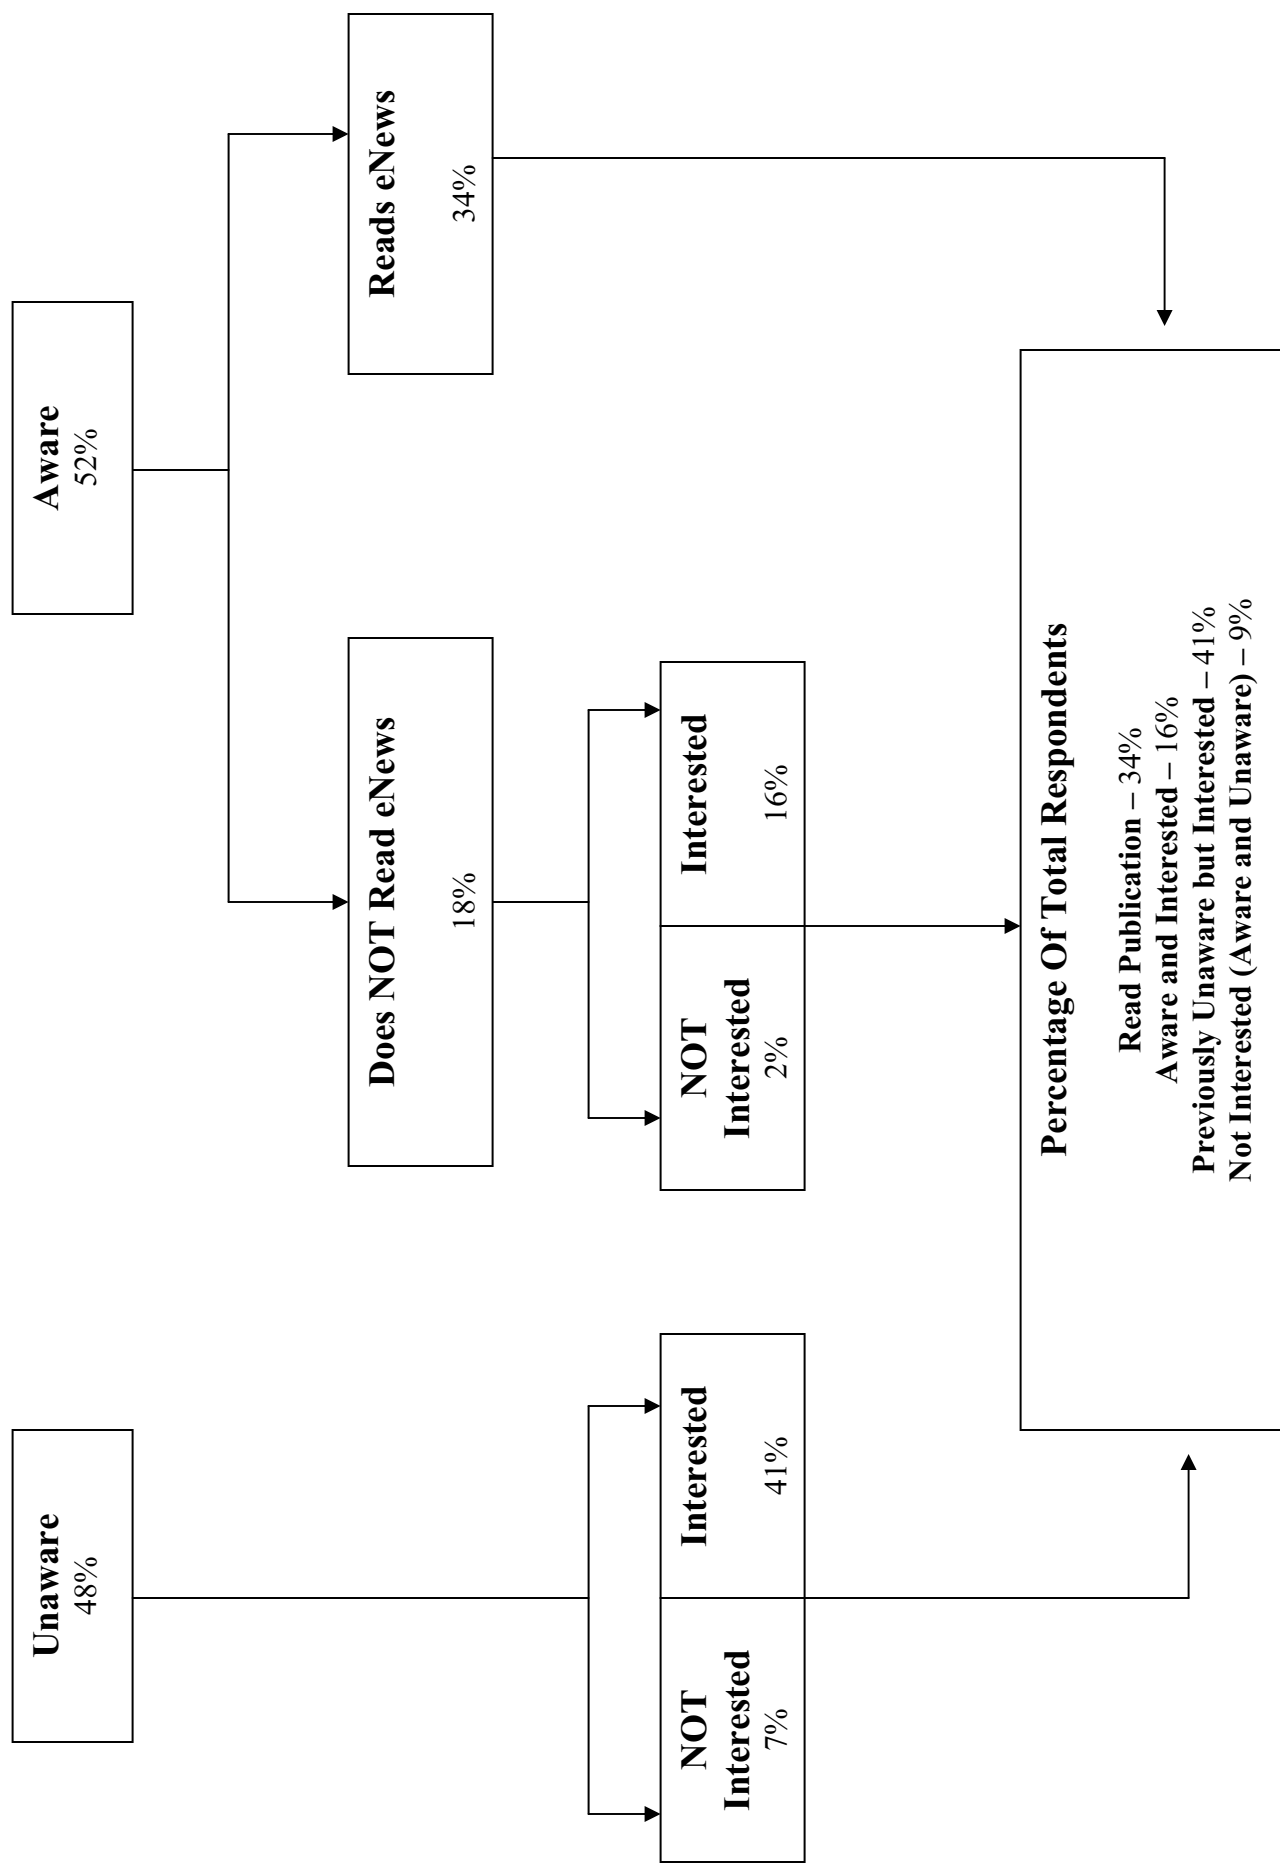 Unaware
48%
Aware
52%
Does NOT Read eNews
18%
Reads eNews
34%
NOT
Interested
7%
Interested
41%
NOT
Interested
2%
Interested
16%
Percentage Of Total Respondents
Read Publication – 34%
Aware and Interested – 16%
Previously Unaware but Interested – 41%
Not Interested (Aware and Unaware) – 9%